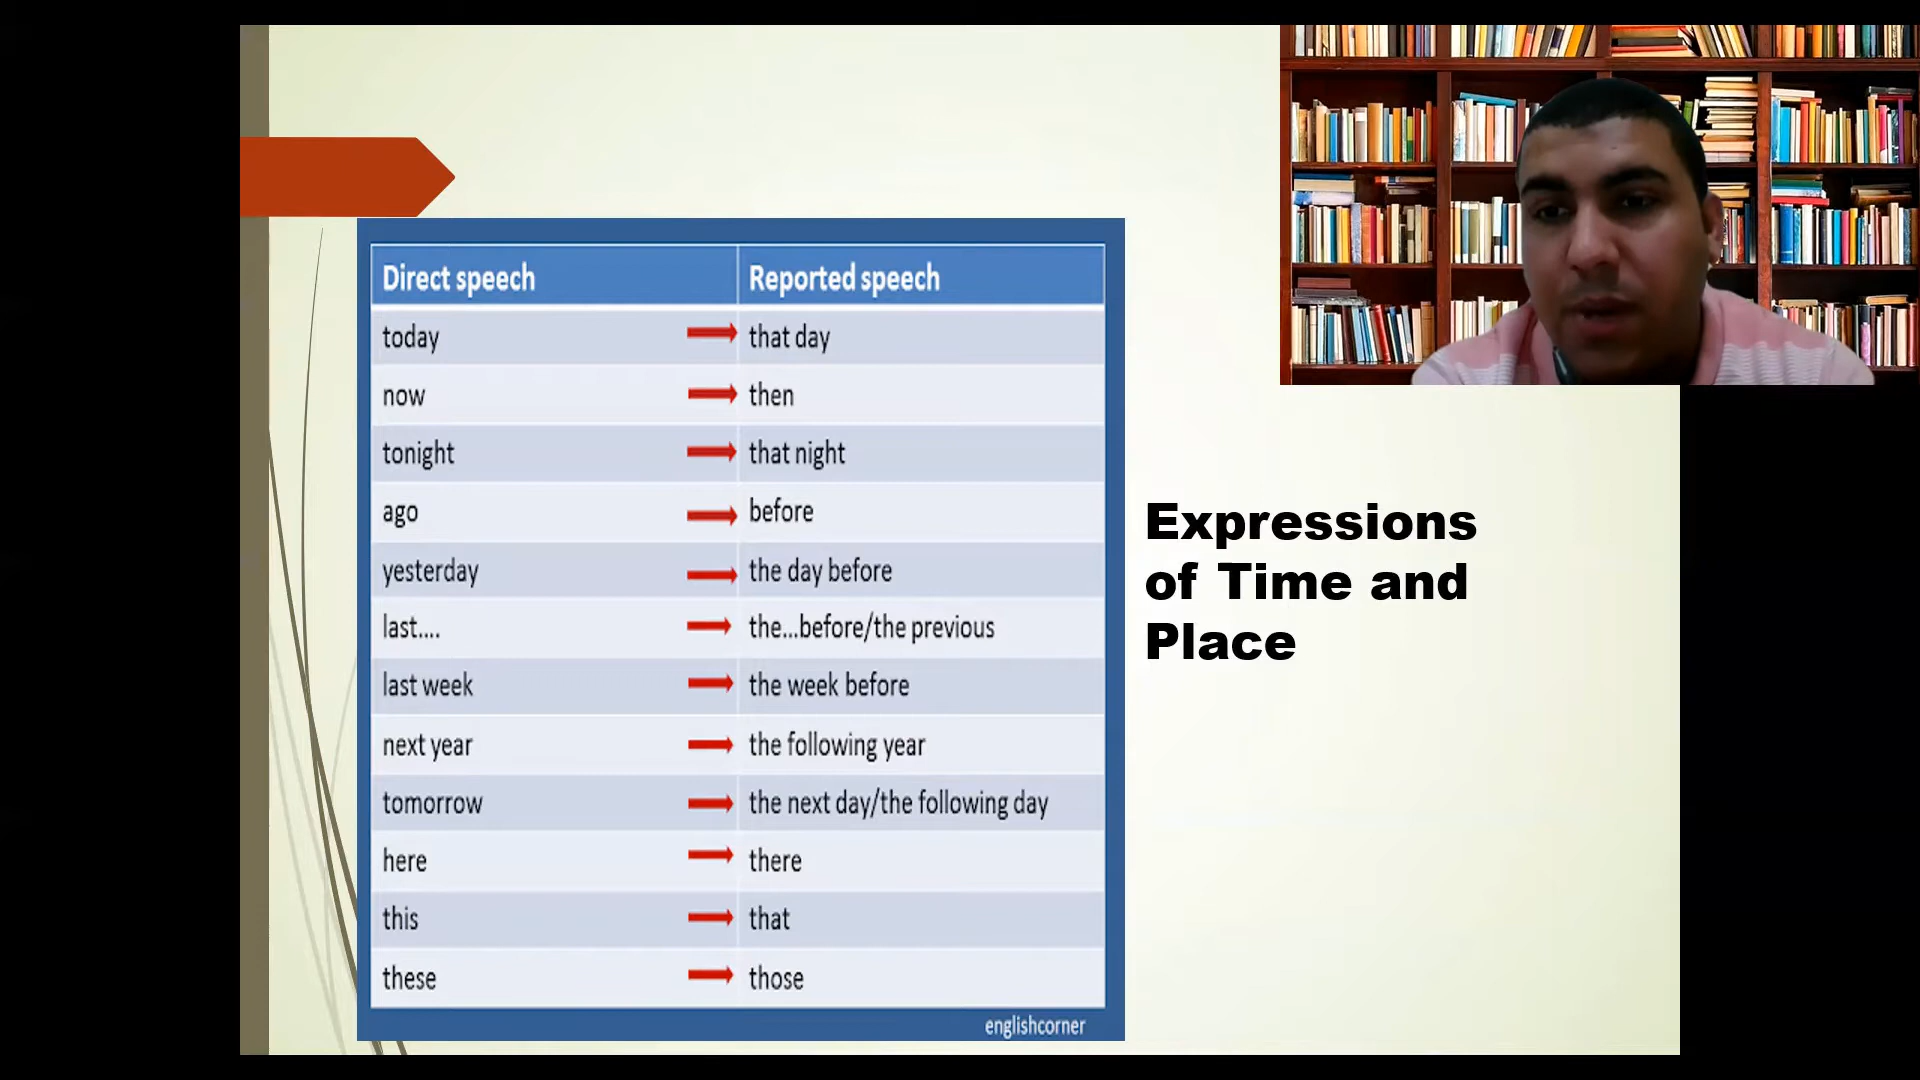 Direct speech Reported speech
today that day
now then
tonight that night
ago before
yesterday the day before
last.... the...before/the previous
last week the week before
next year the following year
tomorrow the next day/the following day
here there
this that
these those
englishcorner
Expressions
of Time and
Place